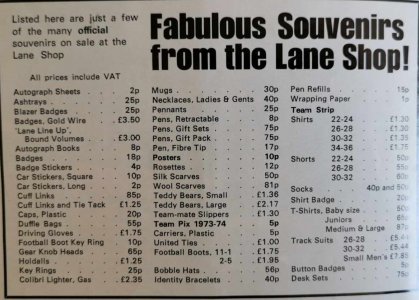 Listed here are just a few
of the many official
souvenirs on sale at the
Lane Shop
Fabulous Souvenirs
from the Lane Shop!
All prices include VAT
Autograph Sheets 2p
Ashtrays 25p
Blazer Badges 25p
Badges, Gold Wire £3.50
'Lane Line Up',
Bound Volumes £3.00
Autograph Books 8p
Badges 18p
Badge Stickers 4p
Car Stickers, Square 10p
Car Stickers, Long 2p
Cuff Links 85p
Cuff Links and Tie Tack £1.25
Caps, Plastic 20p
Duffle Bags 55p
Driving Gloves £1.75
Football Boot Key Ring 10p
Gear Knob Heads 65p
Holdalls £1.25
Key Rings 25p
Colibri Lighter, Gas £2.35
Mugs 30p
Necklaces, Ladies & Gents 40p
Pennants 25p
Pens, Retractable 8p
Pens, Gift Sets 75p
Pens, Gift Pack 75p
Pen, Fibre Tip 17p
Posters 10p
Rosettes 12p
Silk Scarves 50p
Wool Scarves 81p
Teddy Bears, Small £1.36
Teddy Bears, Large £2.17
Team-mate Slippers £1.30
Team Pix 1973-74 5p
Carriers, Plastic 5p
United Ties £1.00
Football Boots, 11-1 £1.75
2-5 £1.95
Bobble Hats 56p
Identity Bracelets 40p
Pen Refills 15p
Wrapping Paper 1p
Team Strip
Shirts 22-24 £1.30
26-28 £1.30
30-32 £1.35
34-36 £1.75
Shorts 22-24 50p
26-28 55p
30-32 60p
Socks 40p and 50p
Shirt Badge 20p
T-Shirts, Baby size 50p
Juniors 65p
Medium & Large 87p
Track Suits 26-28 £5.44
30-32 £5.44
Small Men's £7.85
Button Badges 5p
Desk Sets 75p